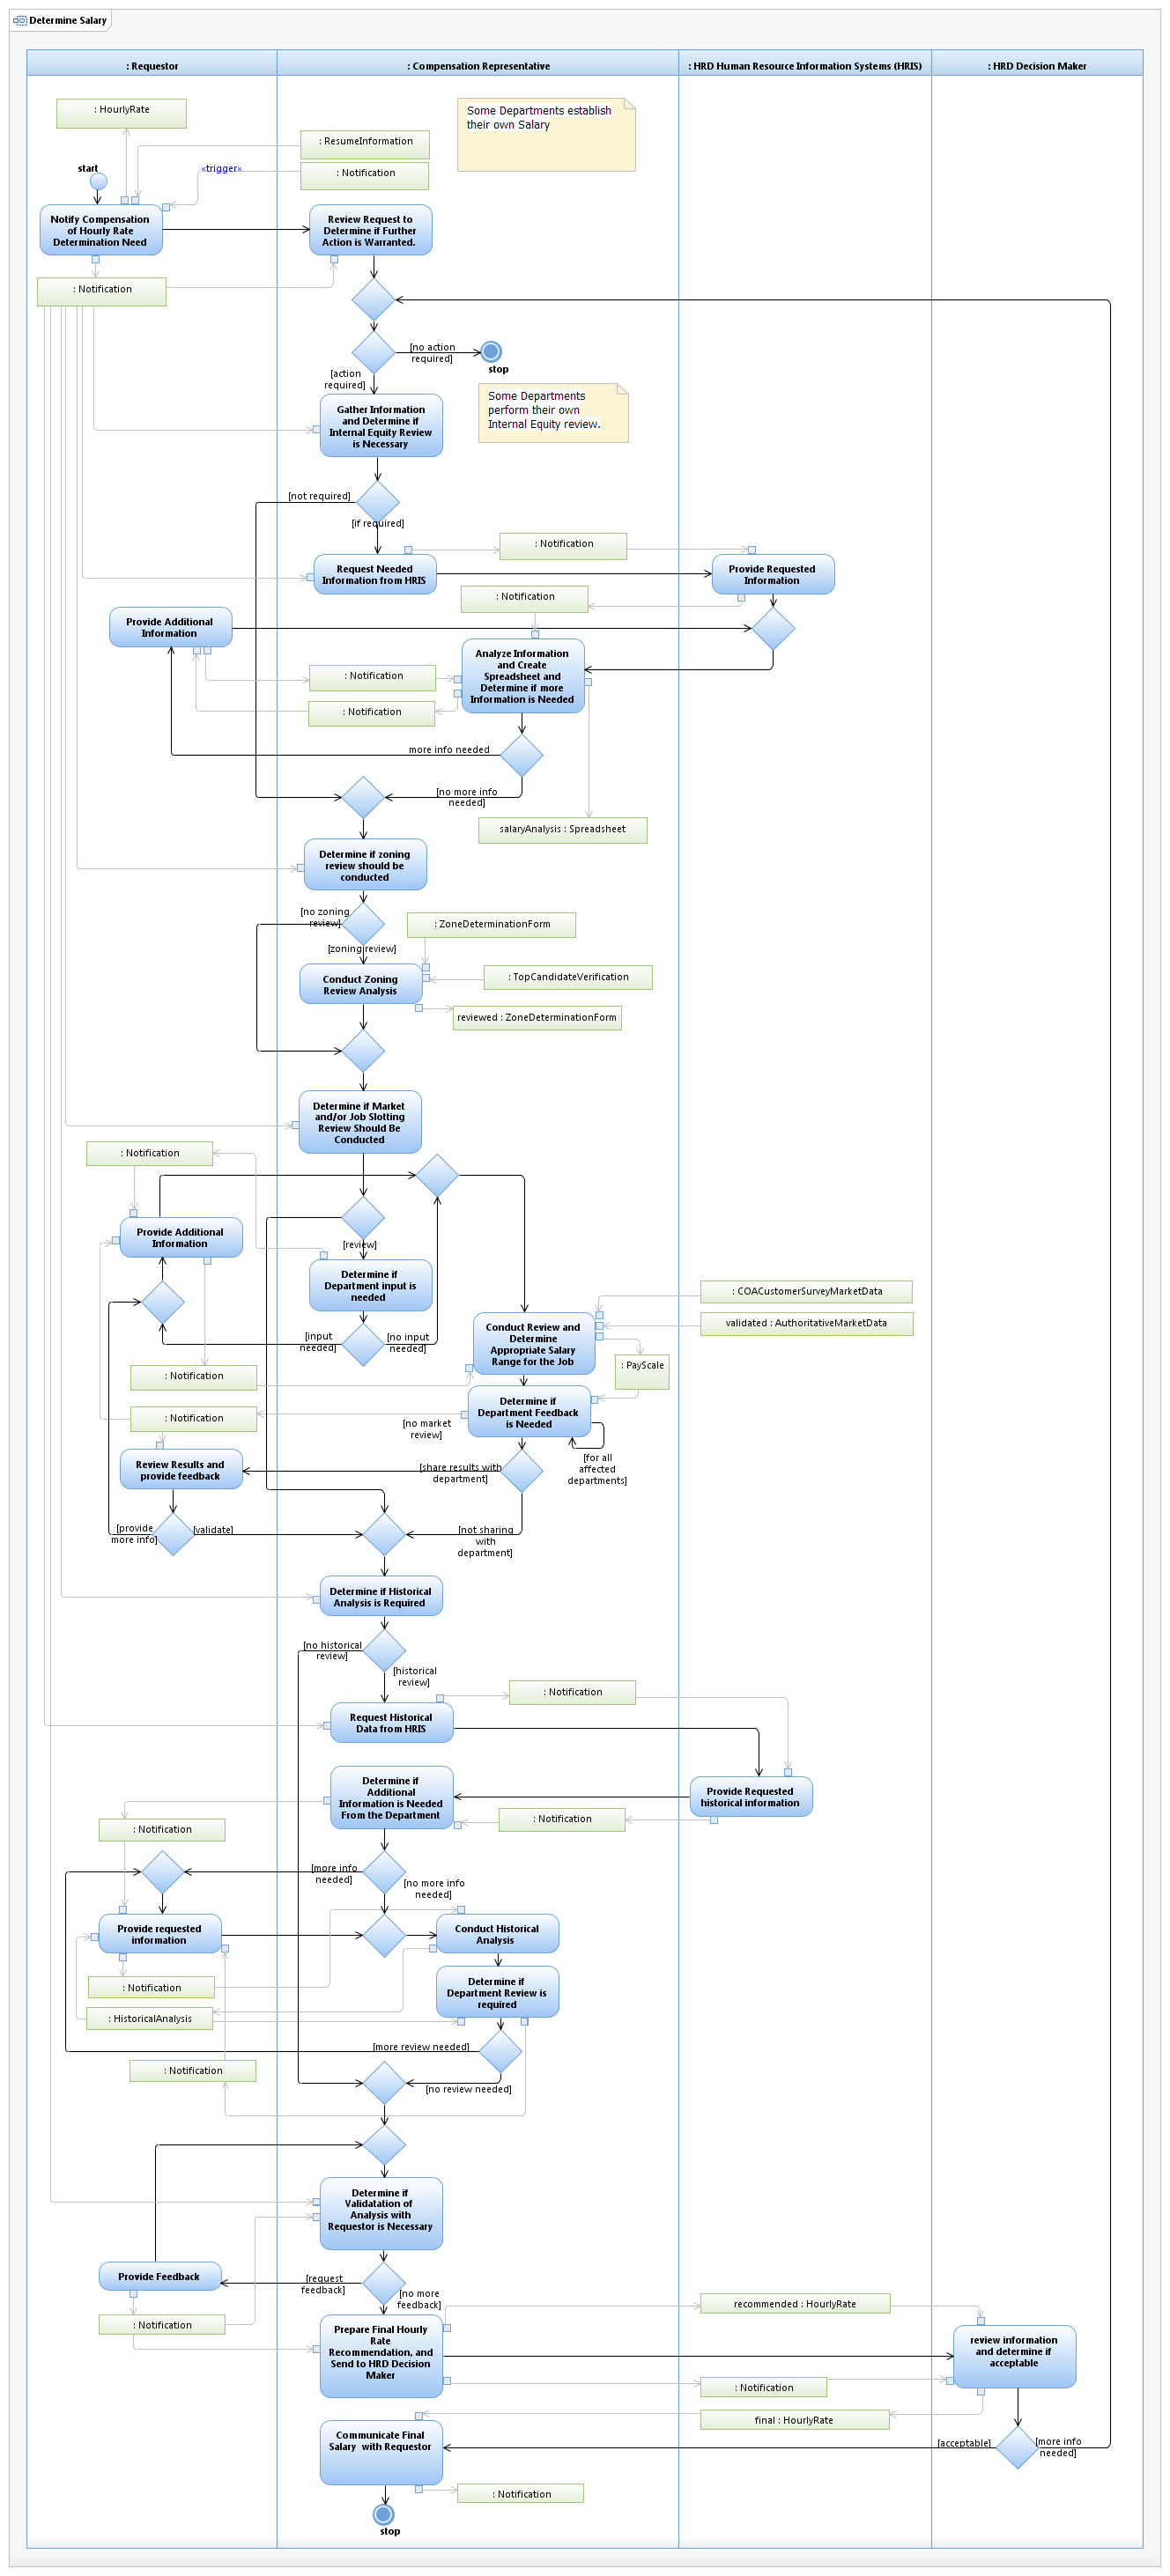 Determine Salary
: Requestor
: Compensation Representative
: HRD Human Resource Information Systems (HRIS)
: HRD Decision Maker
: HourlyRate
Some Departments establish
their own Salary
: ResumeInformation
start
«trigger»
: Notification
Notify Compensation
of Hourly Rate
Determination Need
Review Request to
Determine if Further
Action is Warranted.
: Notification
[no action
required]
stop
[action
required]
Some Departments
perform their own
Internal Equity review.
Gather Information
and Determine if
Internal Equity Review
is Necessary
[not required]
[if required]
: Notification
Request Needed
Information from HRIS
Provide Requested
Information
: Notification
Provide Additional
Information
Analyze Information
and Create
Spreadsheet and
Determine if more
Information is Needed
: Notification
: Notification
more info needed
[no more info
needed]
salaryAnalysis : Spreadsheet
Determine if zoning
review should be
conducted
[no zoning
review]
: ZoneDeterminationForm
[zoning review]
: TopCandidateVerification
Conduct Zoning
Review Analysis
reviewed : ZoneDeterminationForm
Determine if Market
and/or Job Slotting
Review Should Be
Conducted
: Notification
Provide Additional
Information
[review]
Determine if
Department input is
needed
: COACustomerSurveyMarketData
validated : AuthoritativeMarketData
[input
needed]
[no input
needed]
Conduct Review and
Determine
Appropriate Salary
Range for the Job
: PayScale
: Notification
Determine if
Department Feedback
is Needed
: Notification
[no market
review]
Review Results and
provide feedback
[share results with
department]
[for all
affected
departments]
[provide
more info]
[validate]
[not sharing
with
department]
Determine if Historical
Analysis is Required
[no historical
review]
[historical
review]
: Notification
Request Historical
Data from HRIS
Determine if
Additional
Information is Needed
From the Department
Provide Requested
historical information
: Notification
: Notification
[more info
needed]
[no more info
needed]
Provide requested
information
Conduct Historical
Analysis
: Notification
Determine if
Department Review is
required
: HistoricalAnalysis
[more review needed]
: Notification
[no review needed]
Determine if
Validatation of
Analysis with
Requestor is Necessary
Provide Feedback
[request
feedback]
[no more
feedback]
: Notification
recommended : HourlyRate
Prepare Final Hourly
Rate
Recommendation, and
Send to HRD Decision
Maker
review information
and determine if
acceptable
: Notification
final : HourlyRate
Communicate Final
Salary  with Requestor
[acceptable]
[more info
needed]
: Notification
stop